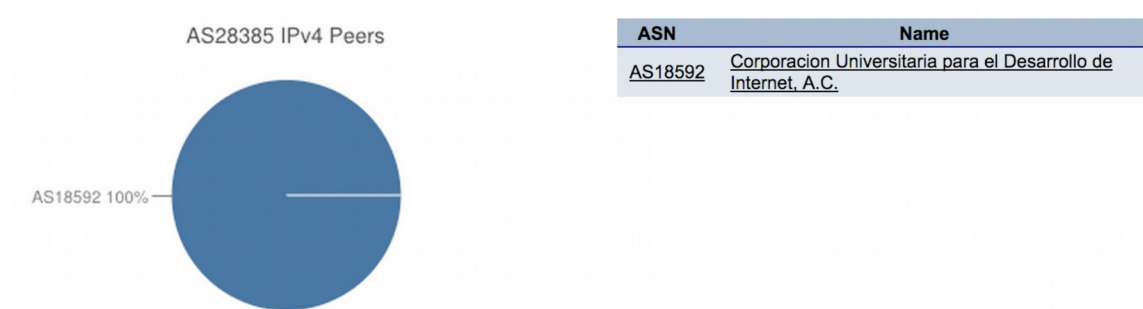 AS28385 IPv4 Peers
AS18592 100%
ASN Name
AS18592 Corporacion Universitaria para el Desarrollo de
Internet, A.C.